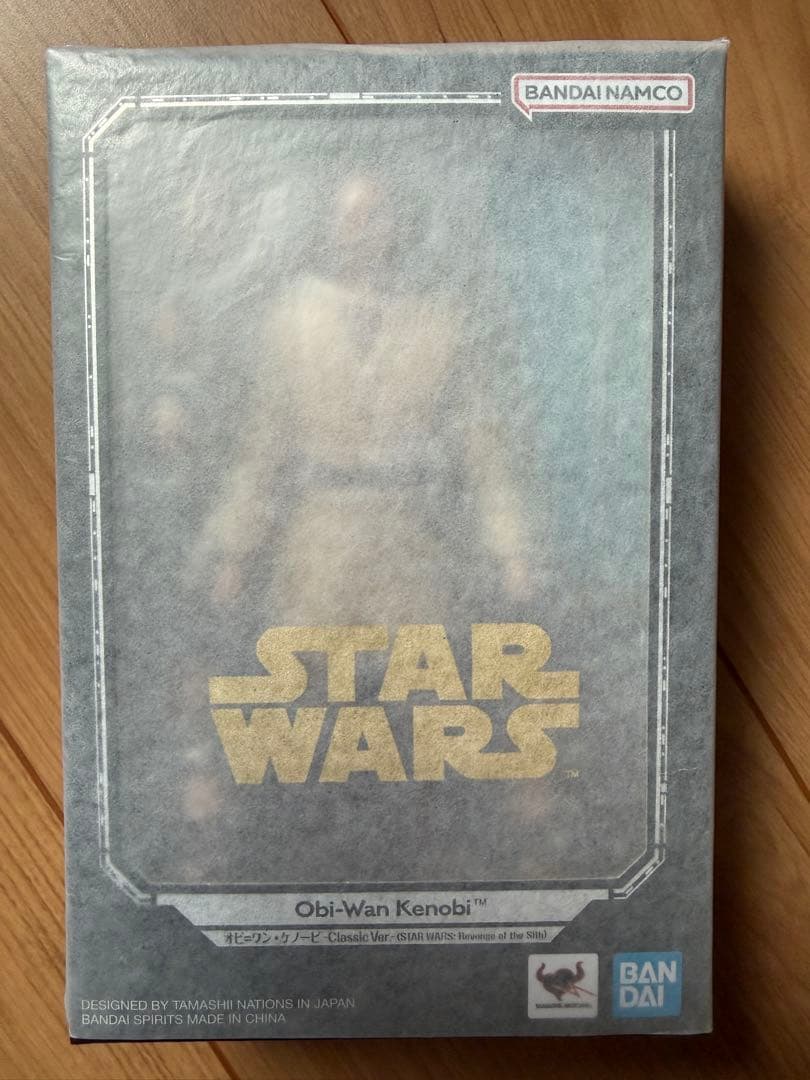 BANDAI NAMCO
STAR
WARS™
Obi-Wan Kenobi™
オビ=ワン・ケノービ -Classic Ver.- (STAR WARS: Revenge of the Sith)
BAN
DAI
DESIGNED BY TAMASHII NATIONS IN JAPAN
BANDAI SPIRITS MADE IN CHINA